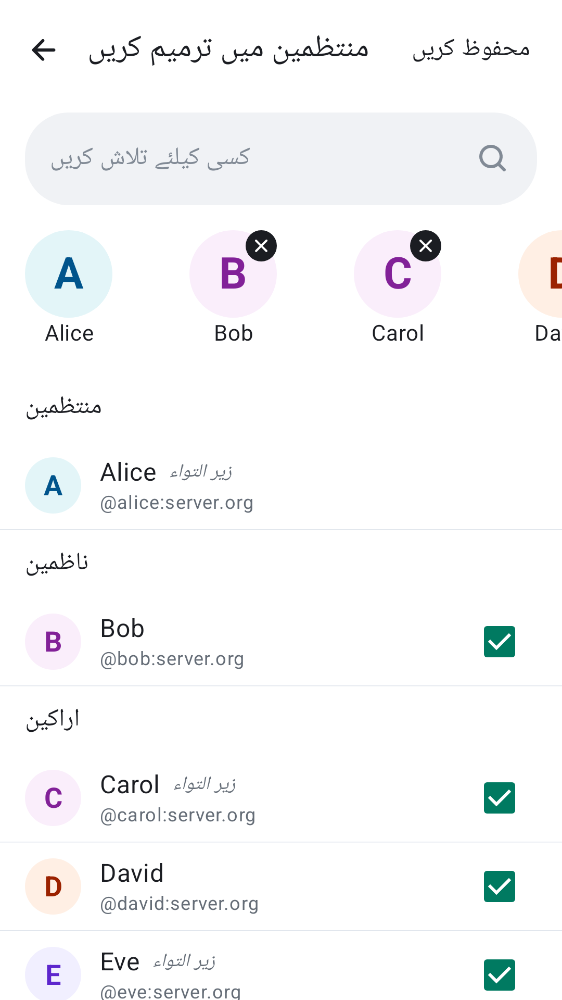 منتظمین میں ترمیم کریں
محفوظ کریں
کسی کیلئے تلاش کریں
A
B
C
Alice
Bob
Carol
Da
منتظمین
A
Alice زیر التواء
@alice:server.org
ناظمین
B
Bob
@bob:server.org
اراکین
C
Carol زیر التواء
@carol:server.org
D
David
@david:server.org
E
Eve زیر التواء
@eve:server.org